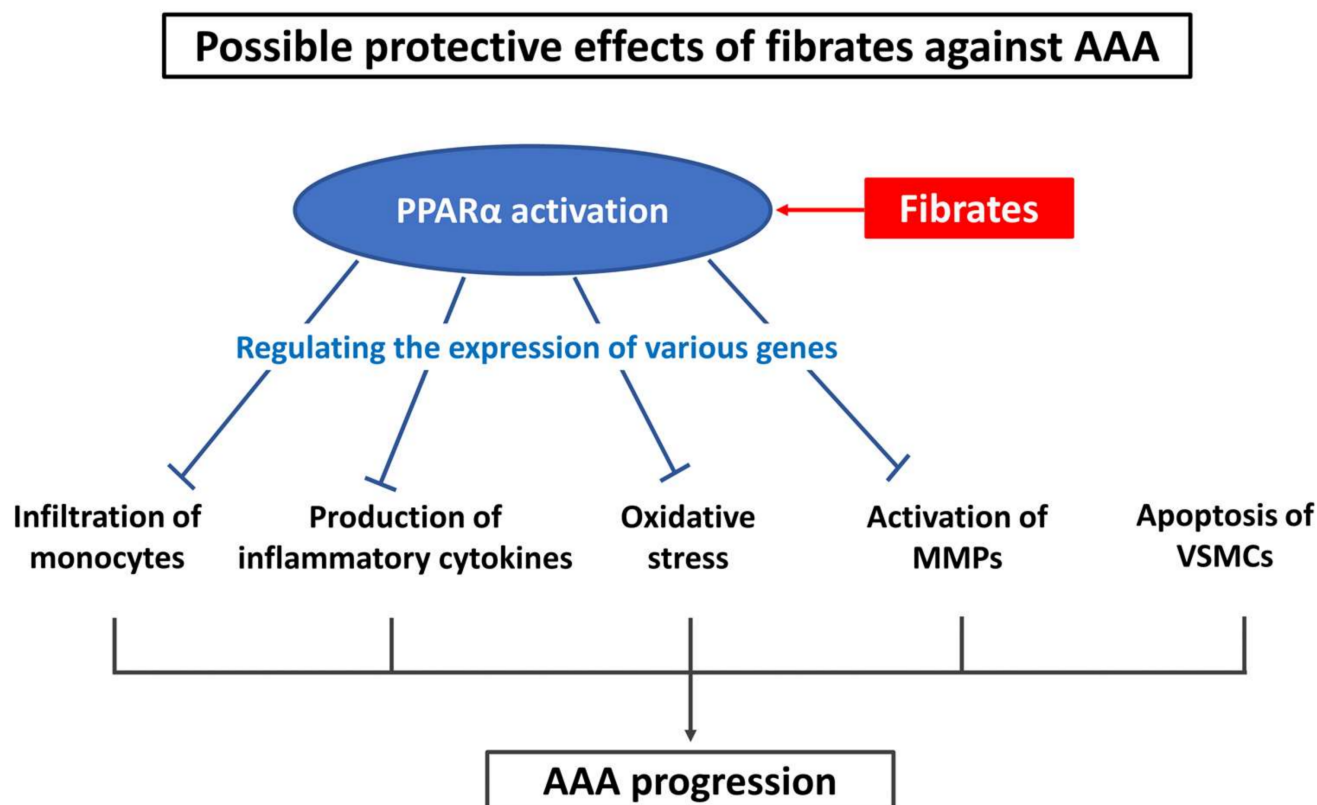 Possible protective effects of fibrates against AAA
PPARα activation
Fibrates
Regulating the expression of various genes
Infiltration of
monocytes
Production of
inflammatory cytokines
Oxidative
stress
Activation of
MMPs
Apoptosis of
VSMCs
AAA progression